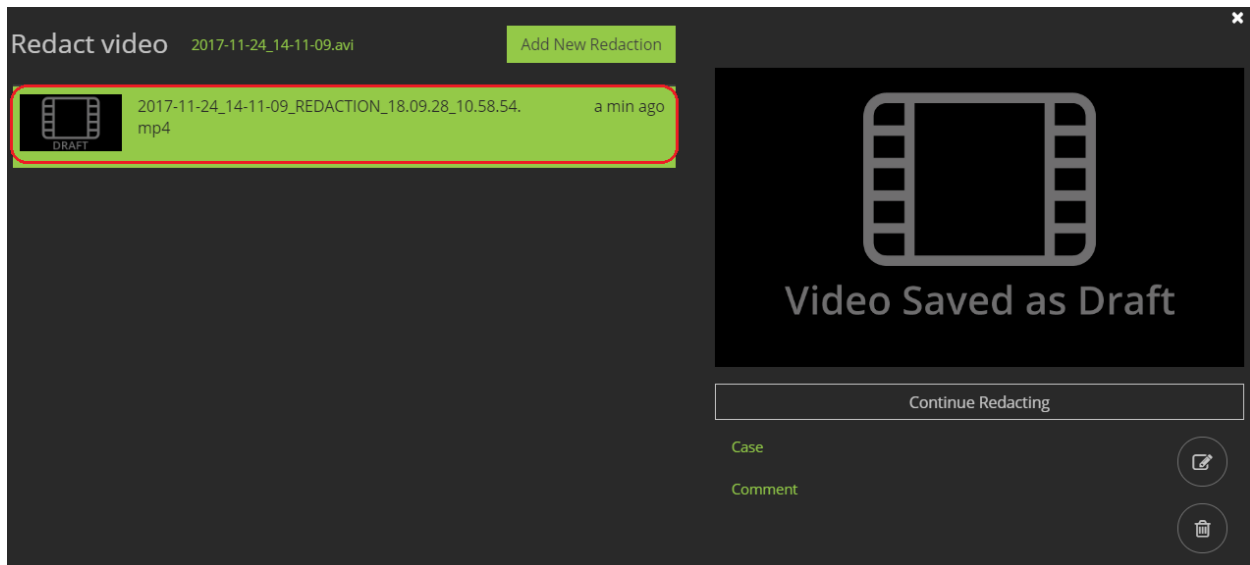 Redact video 2017-11-24_14-11-09.avi Add New Redaction
2017-11-24_14-11-09_REDACTION_18.09.28_10.58.54. a min ago
mp4
DRAFT
Video Saved as Draft
Continue Redacting
Case
Comment